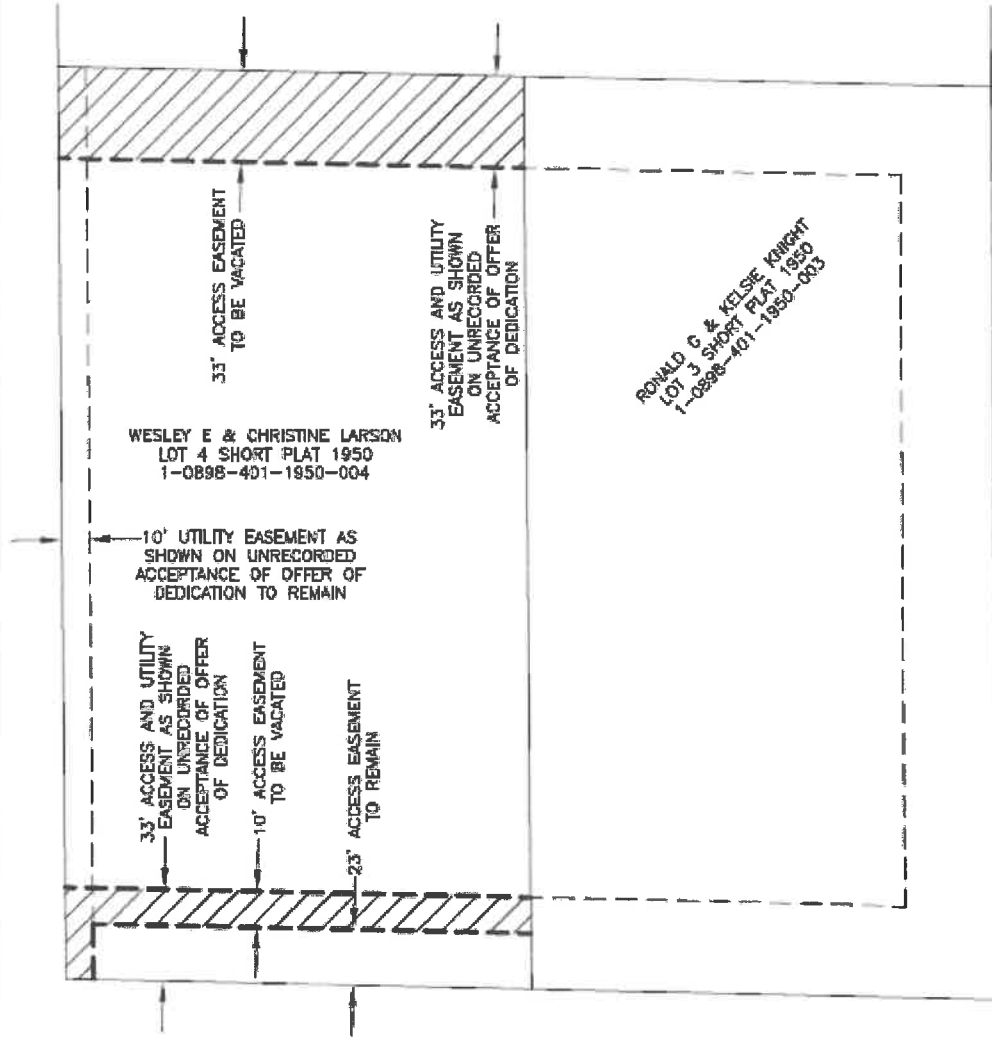 33' ACCESS EASEMENT
TO BE VACATED
33' ACCESS AND UTILITY
EASEMENT AS SHOWN
ON UNRECORDED
ACCEPTANCE OF OFFER
OF DEDICATION
RONALD G & KELSIE KNIGHT
LOT 3 SHORT PLAT 1950
1-0898-401-1950-003
WESLEY E & CHRISTINE LARSON
LOT 4 SHORT PLAT 1950
1-0898-401-1950-004
10' UTILITY EASEMENT AS
SHOWN ON UNRECORDED
ACCEPTANCE OF OFFER OF
DEDICATION TO REMAIN
33' ACCESS AND UTILITY
EASEMENT AS SHOWN
ON UNRECORDED
ACCEPTANCE OF OFFER
OF DEDICATION
10' ACCESS EASEMENT
TO BE VACATED
23' ACCESS EASEMENT
TO REMAIN